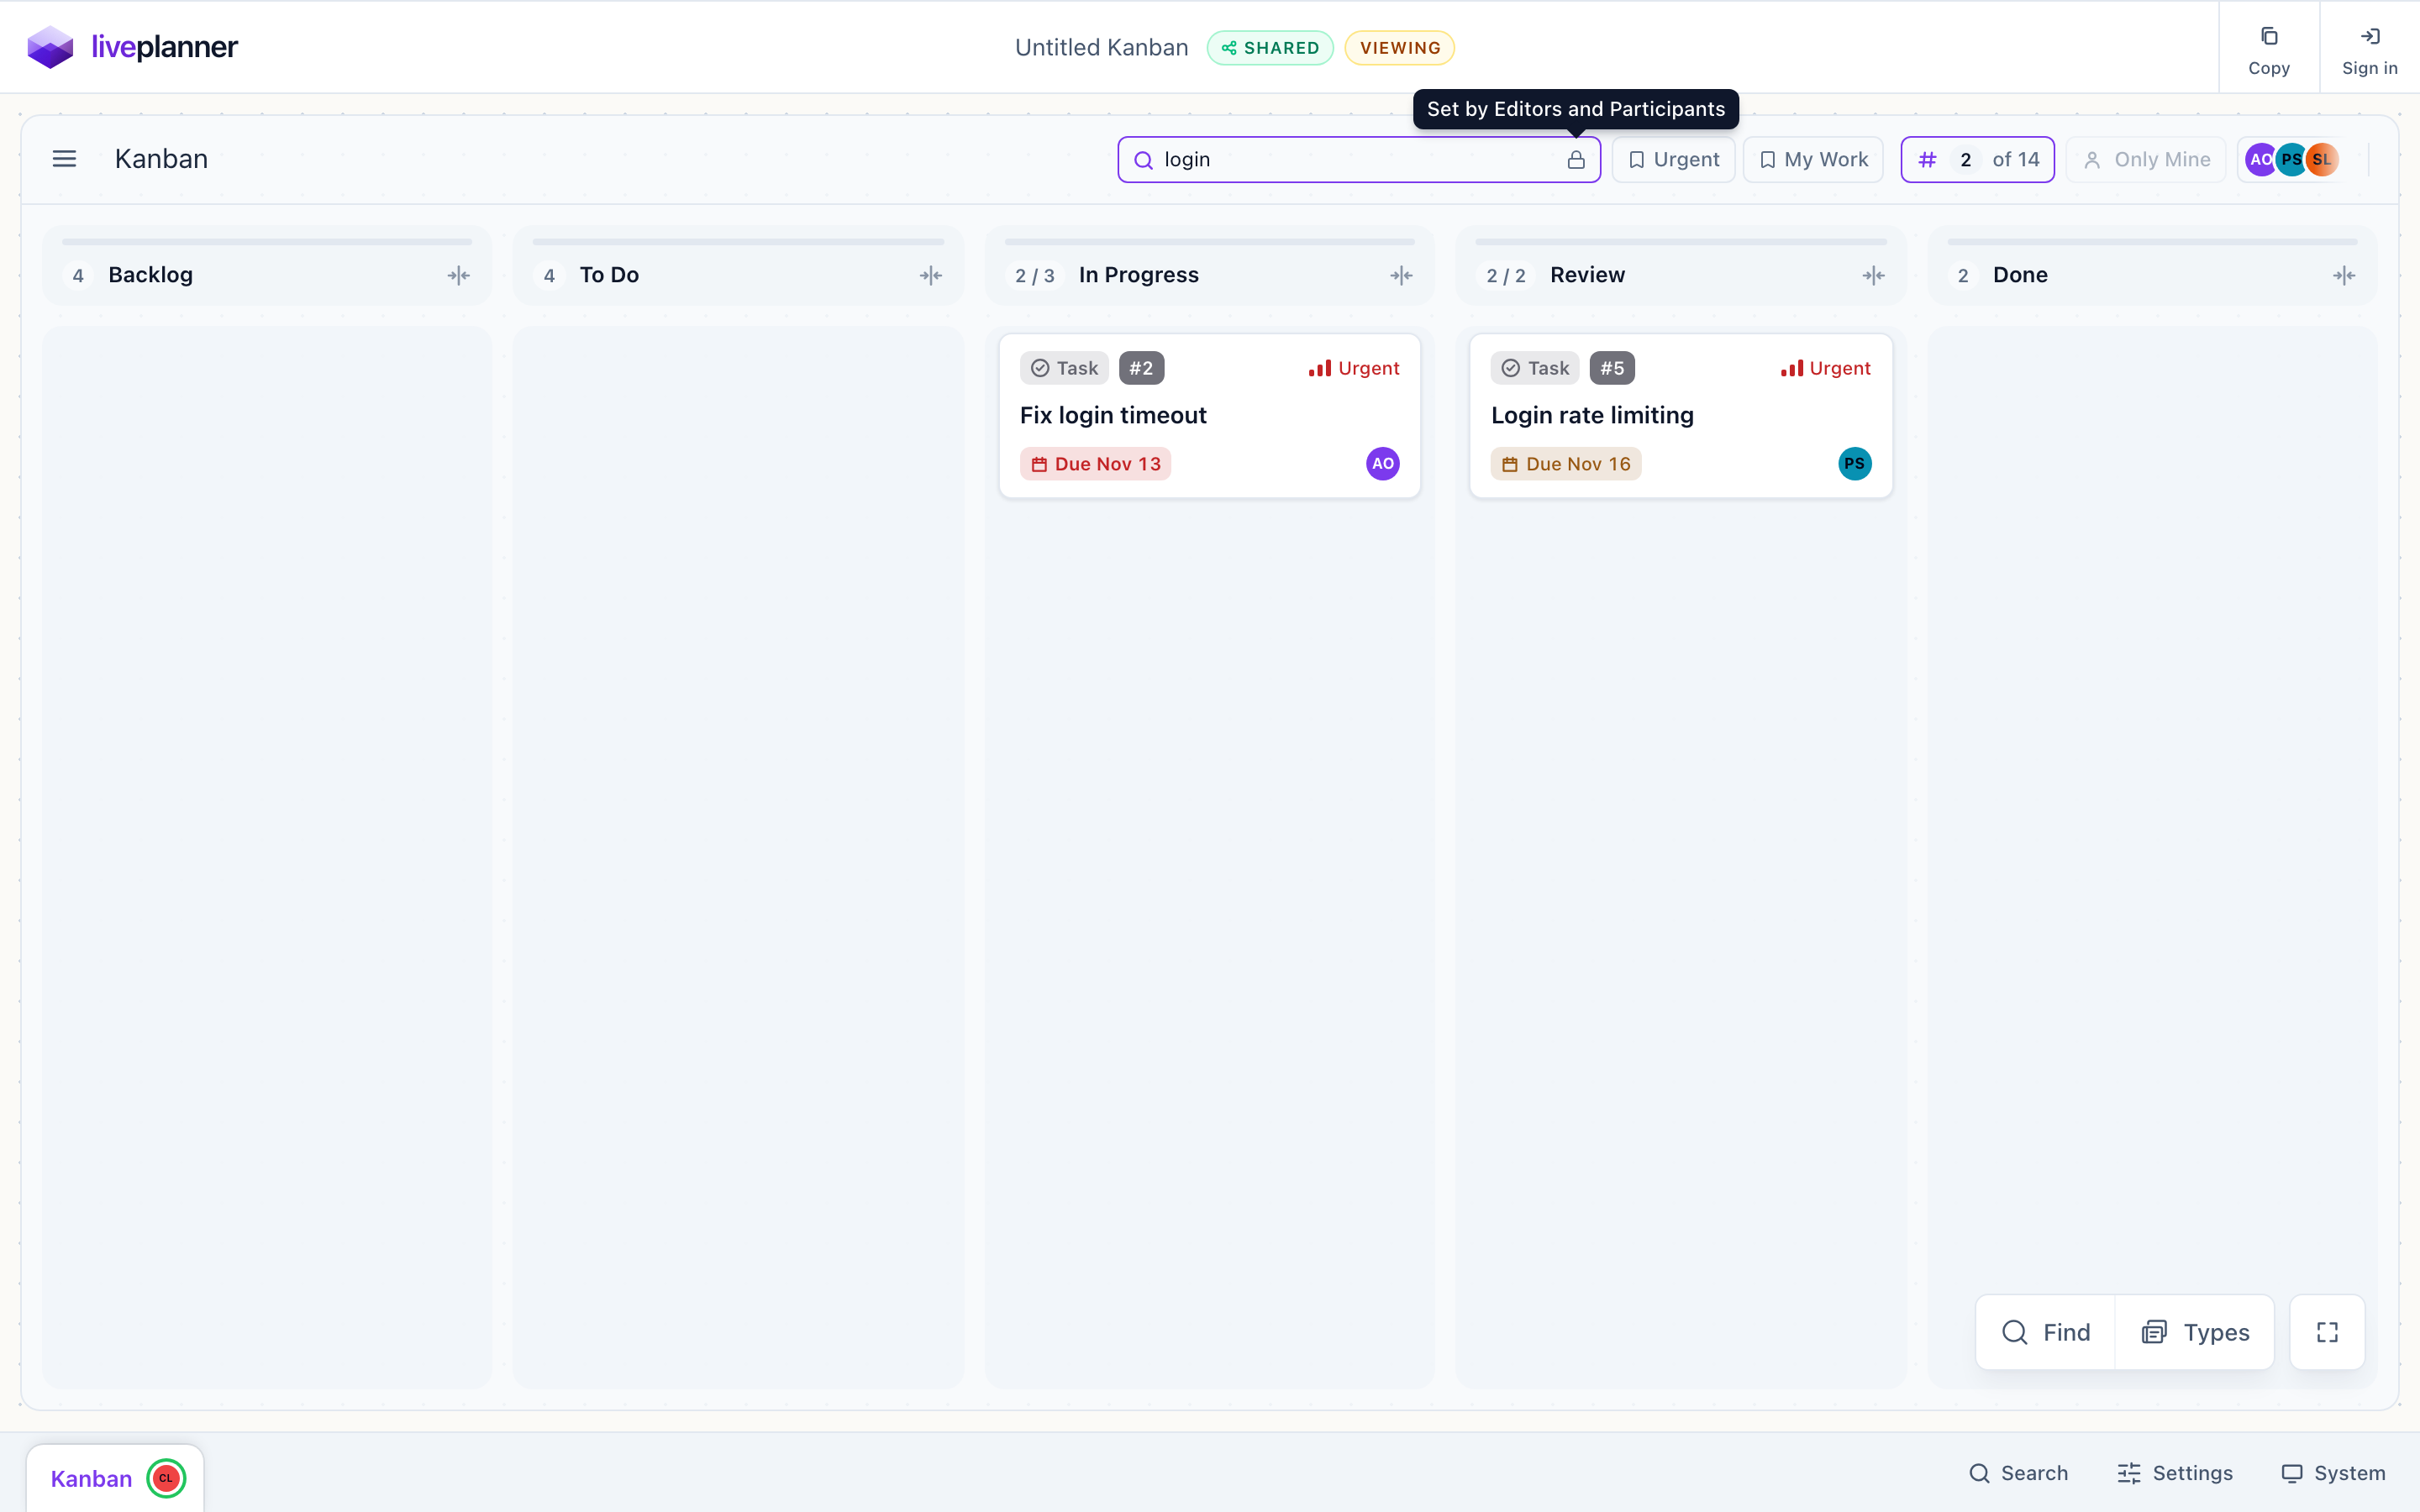 liveplanner
Untitled Kanban SHARED VIEWING
Copy
Sign in
Set by Editors and Participants
Kanban
login
Urgent
My Work
# 2 of 14
Only Mine
AO PS SL
4 Backlog
4 To Do
2 / 3 In Progress
2 / 2 Review
2 Done
Task #2 Urgent
Fix login timeout
Due Nov 13 AO
Task #5 Urgent
Login rate limiting
Due Nov 16 PS
Find
Types
Kanban CL
Search
Settings
System